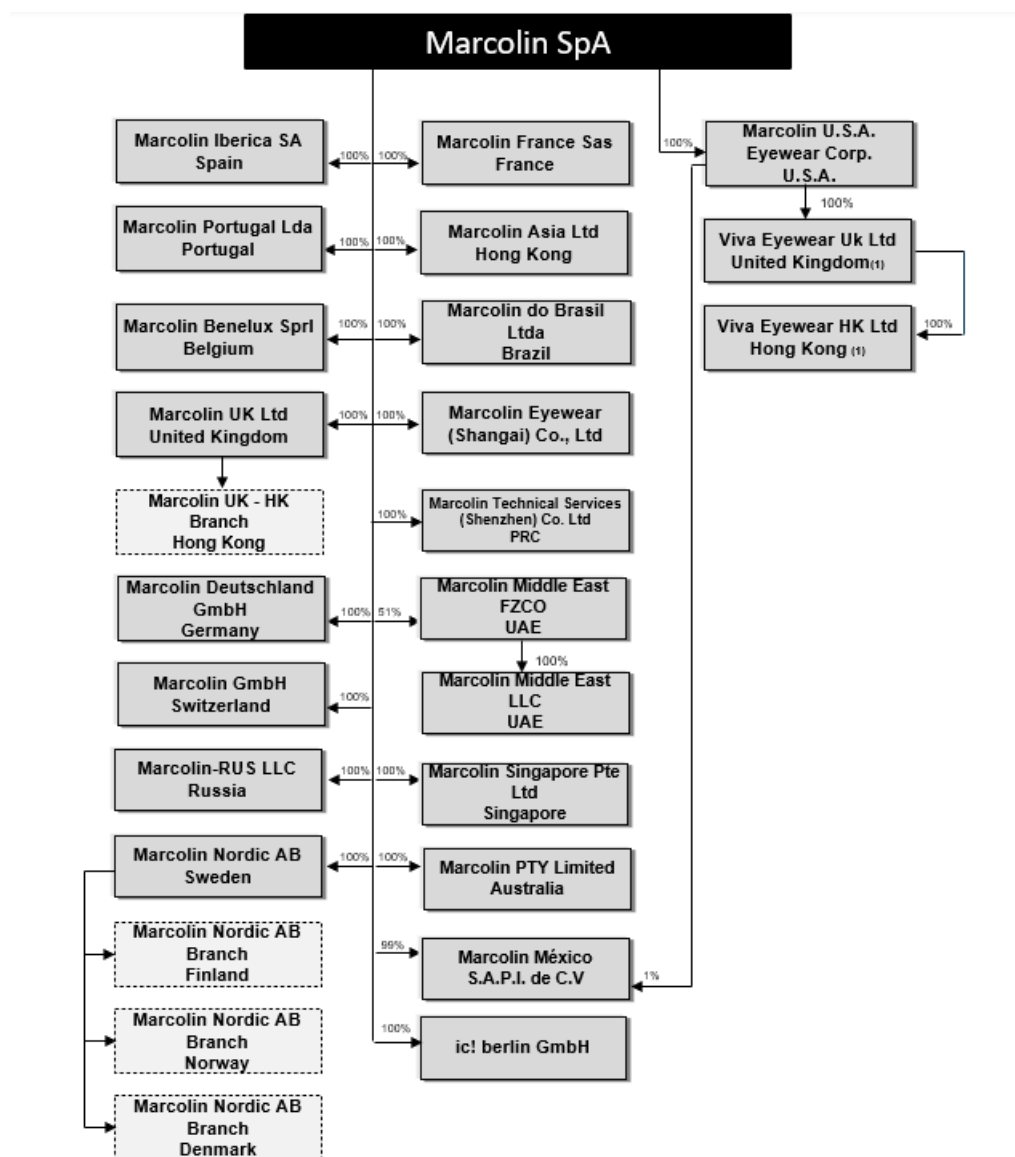 Marcolin SpA
Marcolin Iberica SA
Spain
100%
100%
Marcolin France Sas
France
100%
Marcolin U.S.A.
Eyewear Corp.
U.S.A.
100%
Marcolin Portugal Lda
Portugal
100%
100%
Marcolin Asia Ltd
Hong Kong
Viva Eyewear Uk Ltd
United Kingdom(1)
Marcolin Benelux Sprl
Belgium
100%
100%
Marcolin do Brasil
Ltda
Brazil
Viva Eyewear HK Ltd
Hong Kong (1)
100%
Marcolin UK Ltd
United Kingdom
100%
100%
Marcolin Eyewear
(Shangai) Co., Ltd
Marcolin UK - HK
Branch
Hong Kong
100%
Marcolin Technical Services
(Shenzhen) Co. Ltd
PRC
Marcolin Deutschland
GmbH
Germany
100%
51%
Marcolin Middle East
FZCO
UAE
100%
Marcolin GmbH
Switzerland
100%
Marcolin Middle East
LLC
UAE
Marcolin-RUS LLC
Russia
100%
100%
Marcolin Singapore Pte
Ltd
Singapore
Marcolin Nordic AB
Sweden
100%
100%
Marcolin PTY Limited
Australia
Marcolin Nordic AB
Branch
Finland
99%
Marcolin México
S.A.P.I. de C.V
1%
Marcolin Nordic AB
Branch
Norway
100%
ic! berlin GmbH
Marcolin Nordic AB
Branch
Denmark